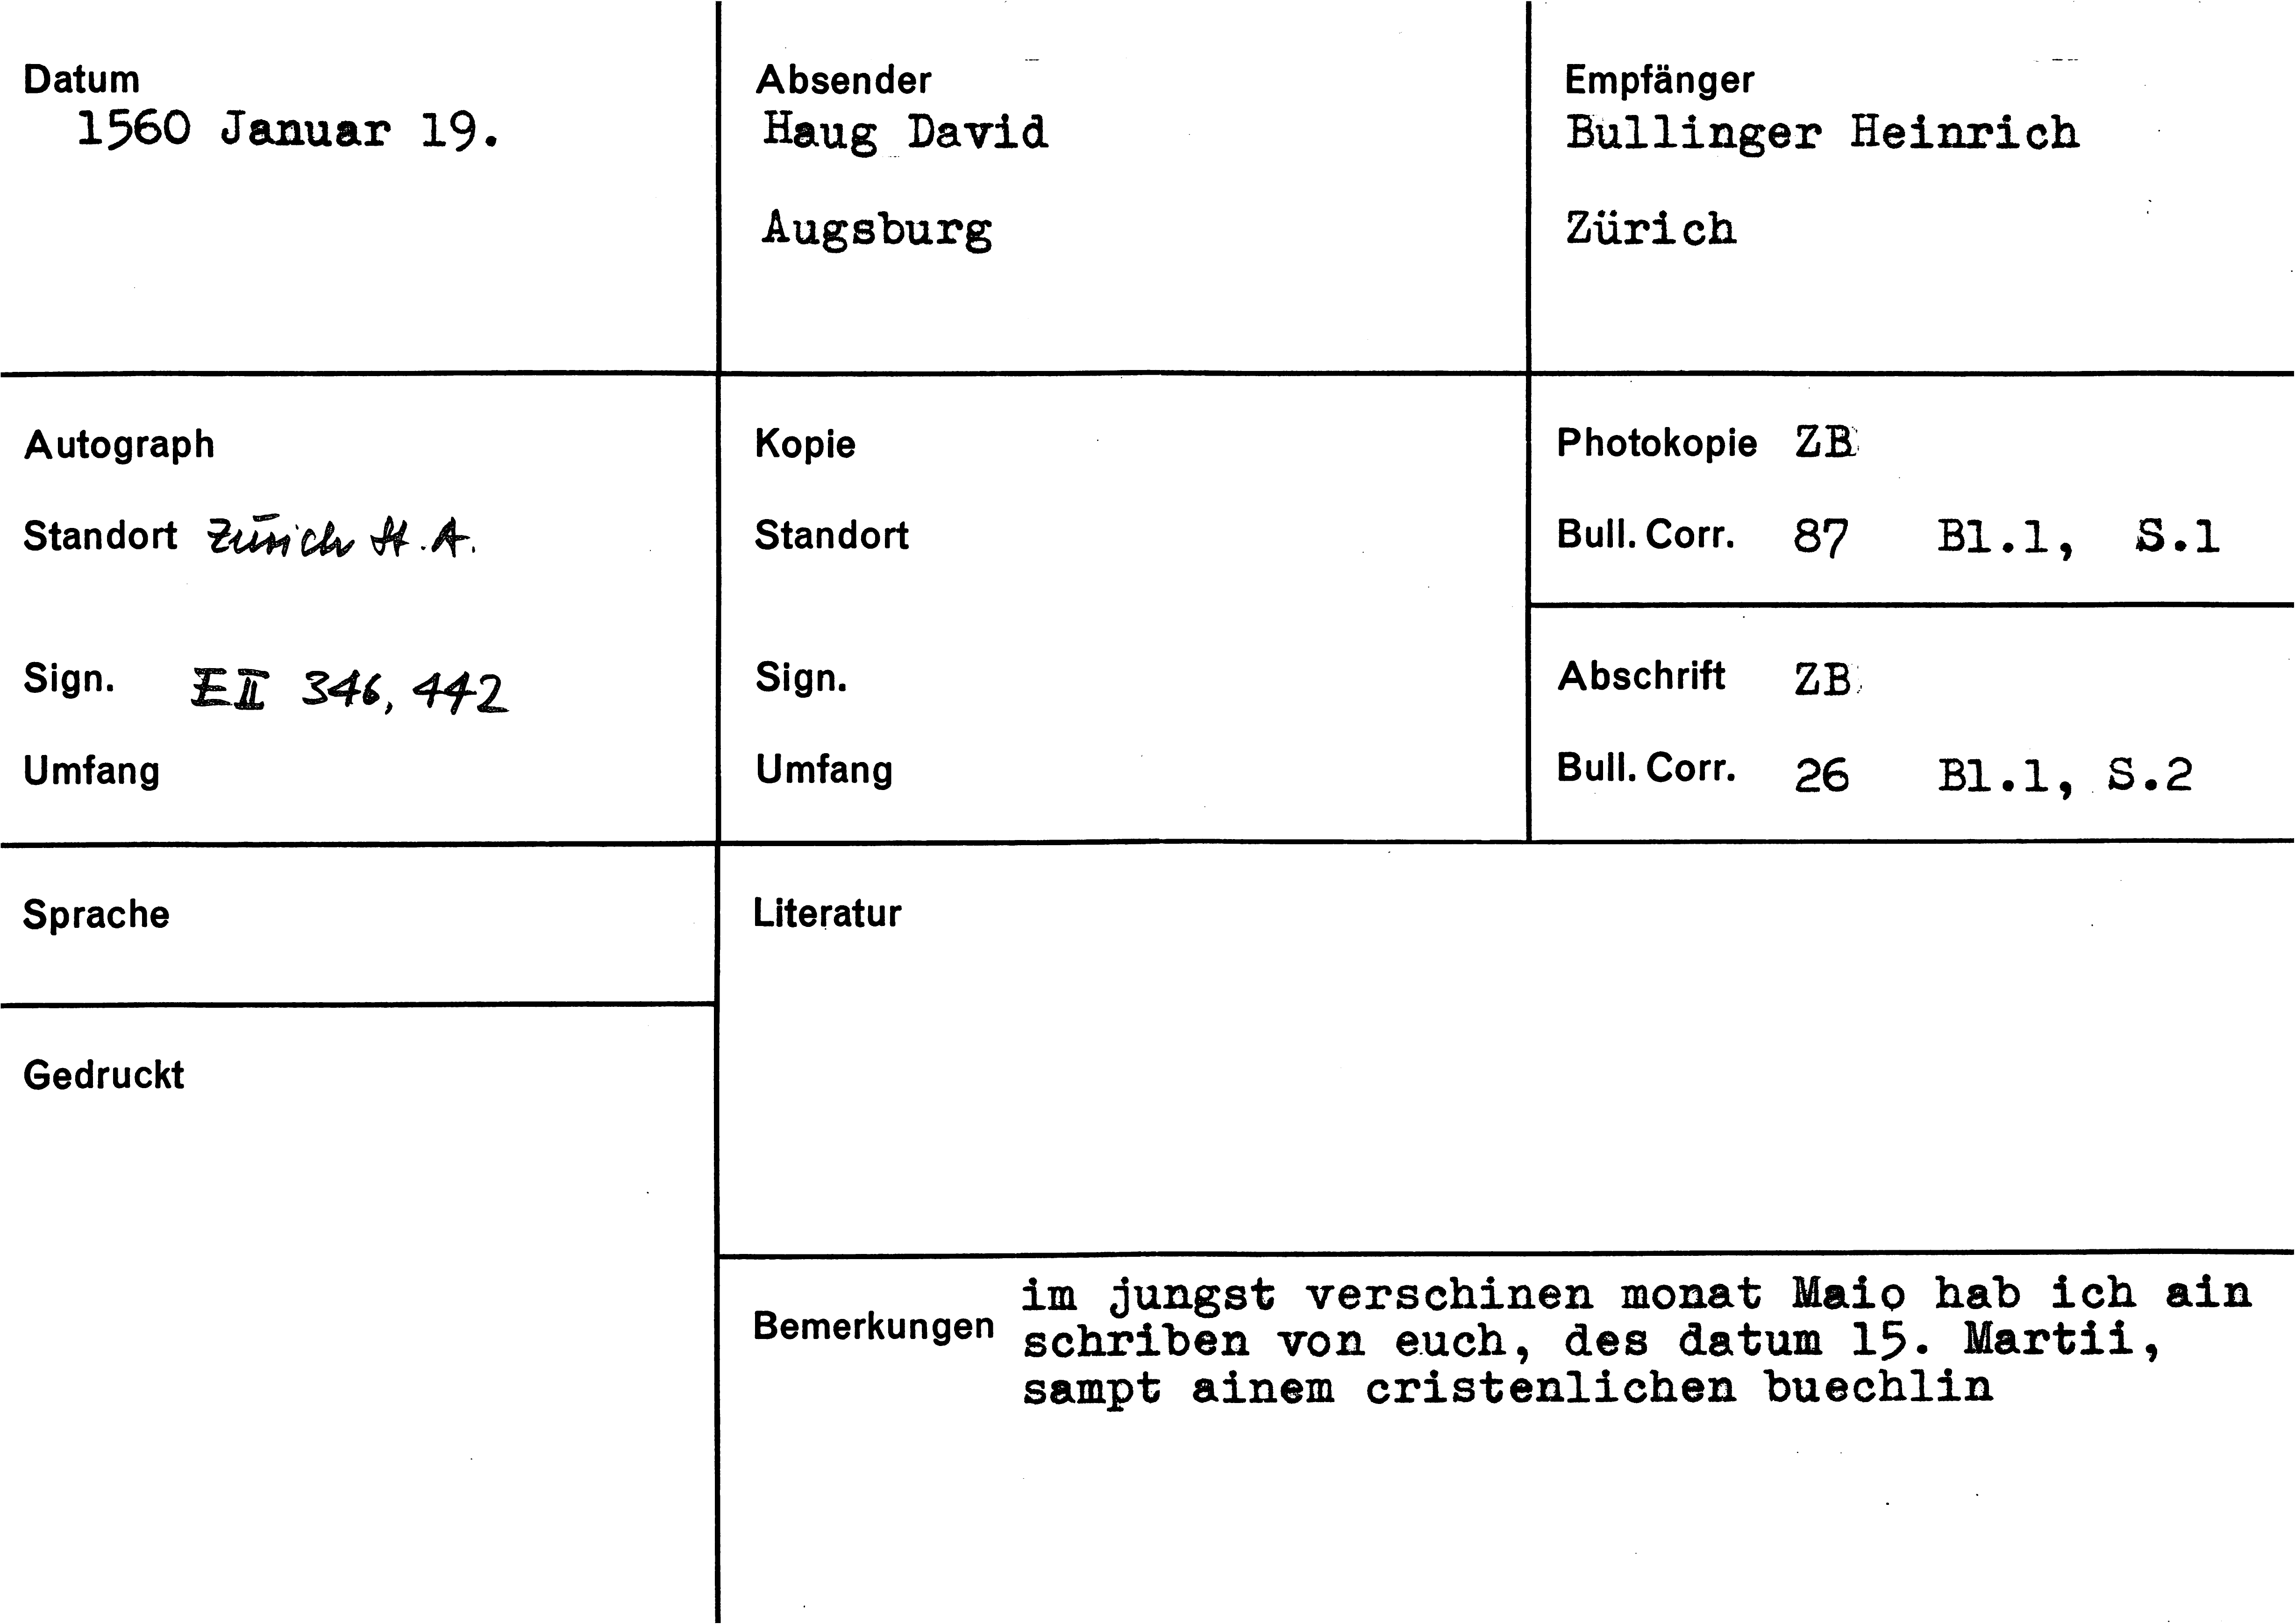 Datum
1560 Januar 19.
Absender
Haug David
Augsburg
Empfänger
Bullinger Heinrich
Zürich
Autograph
Standort Zürich St.A.
Sign. EII 346, 442
Umfang
Kopie
Standort
Sign.
Umfang
Photokopie ZB
Bull. Corr. 87 Bl.1, S.1
Abschrift ZB
Bull. Corr. 26 Bl.1, S.2
Sprache
Gedruckt
Literatur
Bemerkungen
im jungst verschinen monat Maio hab ich ain
schriben von euch, des datum 15. Martii,
sampt ainem cristenlichen buechlin